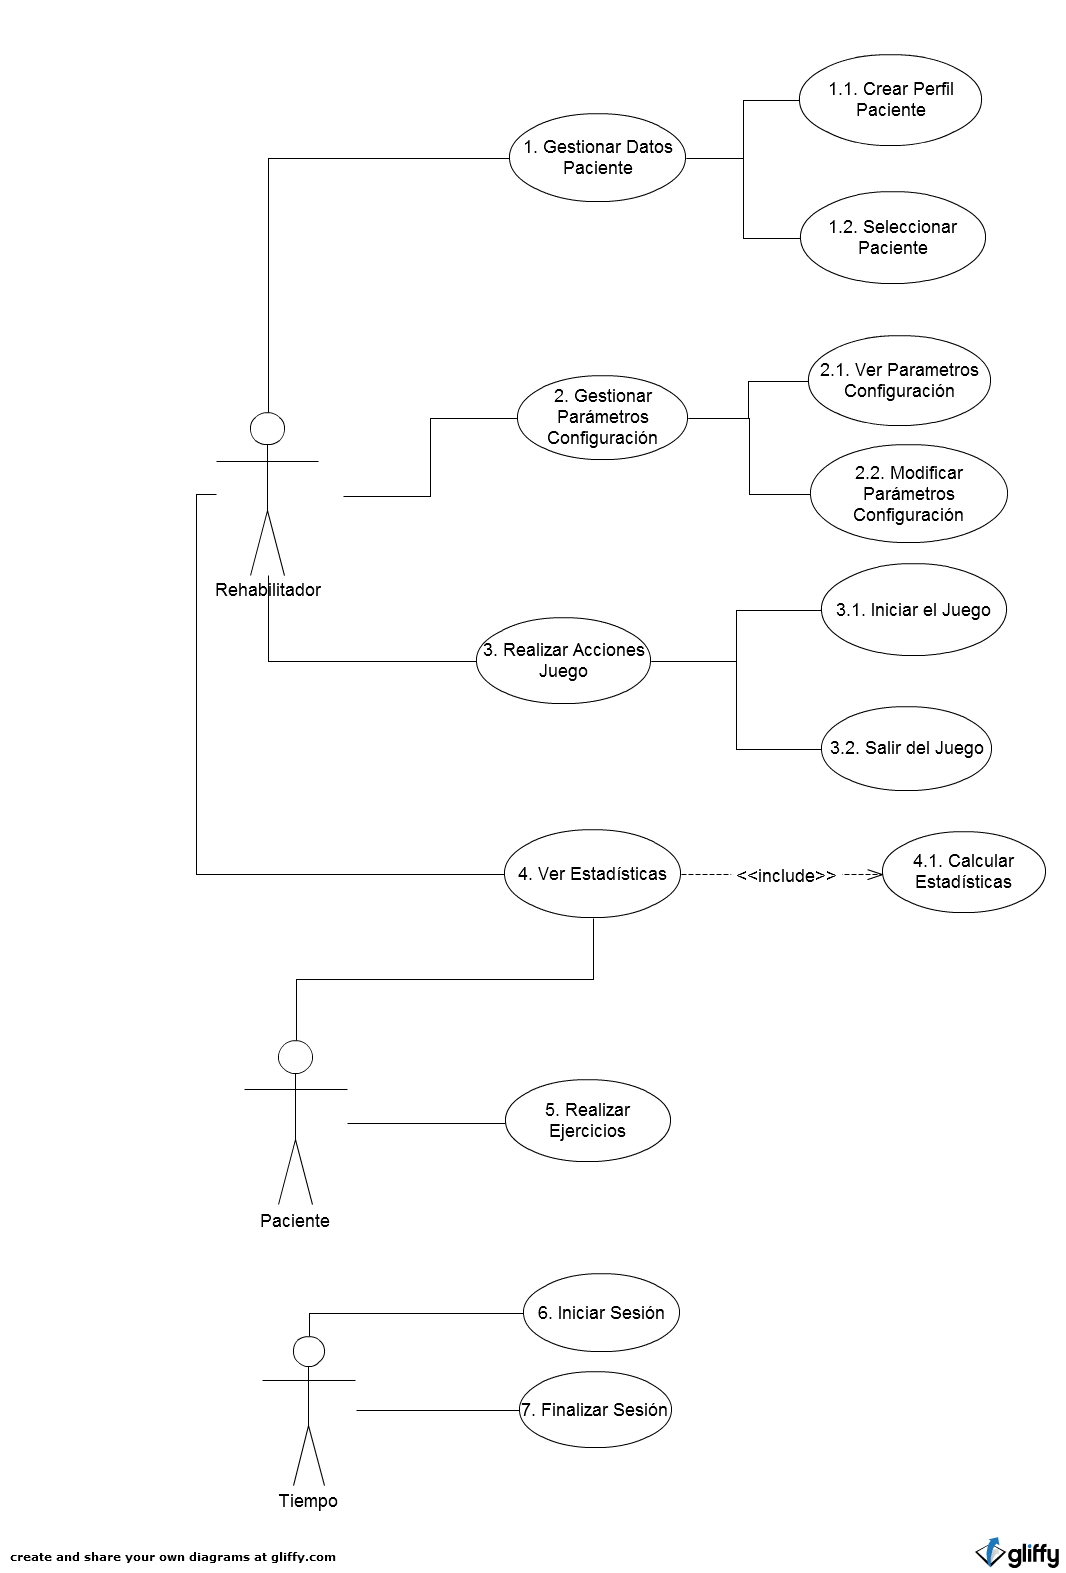 1.1. Crear Perfil
Paciente
1. Gestionar Datos
Paciente
1.2. Seleccionar
Paciente
2.1. Ver Parametros
Configuración
2. Gestionar
Parámetros
Configuración
2.2. Modificar
Parámetros
Configuración
Rehabilitador
3.1. Iniciar el Juego
3. Realizar Acciones
Juego
3.2. Salir del Juego
4. Ver Estadísticas
<<include>>
4.1. Calcular
Estadísticas
5. Realizar
Ejercicios
Paciente
6. Iniciar Sesión
7. Finalizar Sesión
Tiempo
create and share your own diagrams at gliffy.com
gliffy